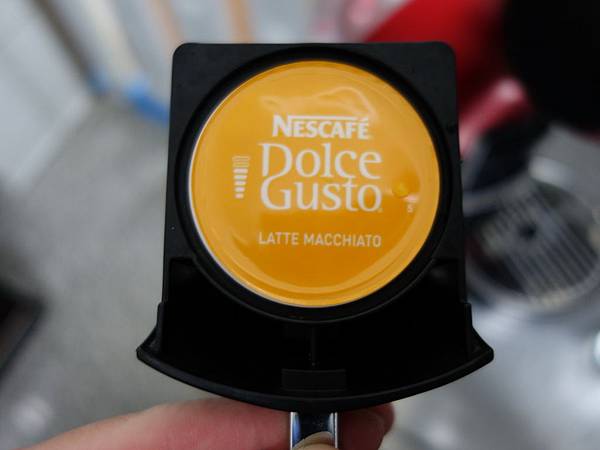 NESCAFÉ
Dolce
Gusto
LATTE MACCHIATO
S